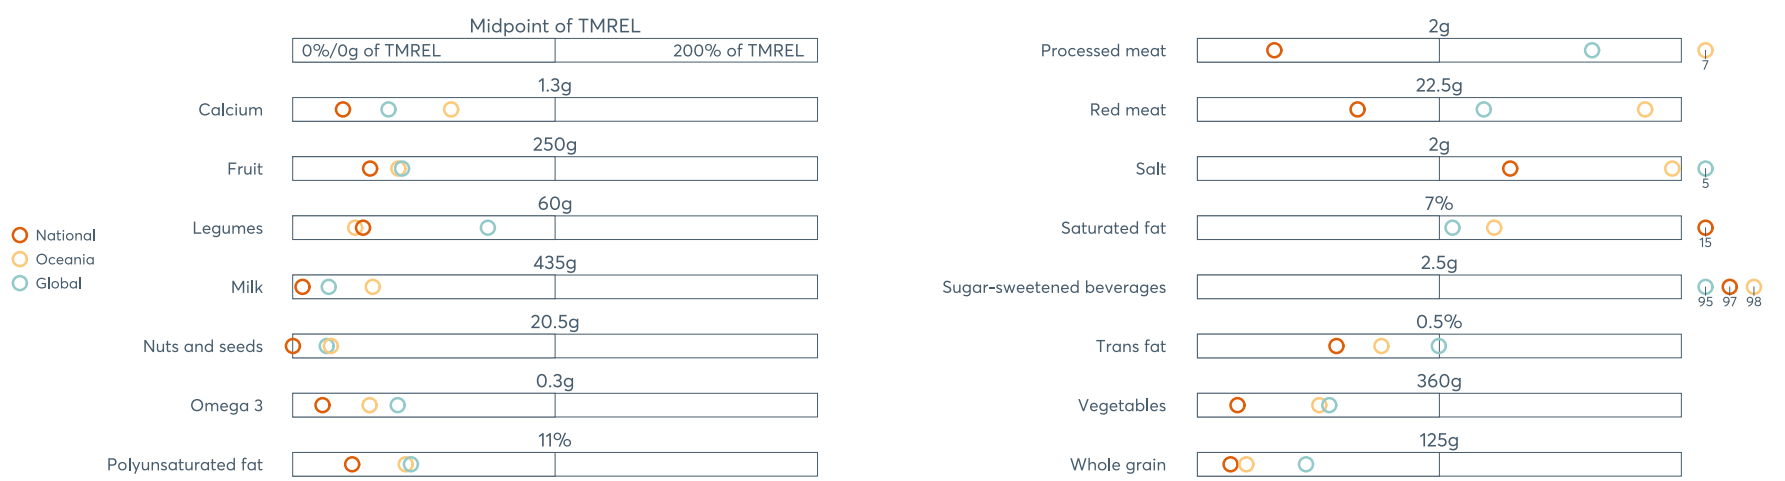 Midpoint of TMREL
0%/0g of TMREL 200% of TMREL
1.3g
Calcium
250g
Fruit
60g
Legumes
435g
Milk
20.5g
Nuts and seeds
0.3g
Omega 3
11%
Polyunsaturated fat
National
Oceania
Global
2g
Processed meat
7
22.5g
Red meat
2g
Salt
5
7%
Saturated fat
15
2.5g
Sugar-sweetened beverages
95 97 98
0.5%
Trans fat
360g
Vegetables
125g
Whole grain